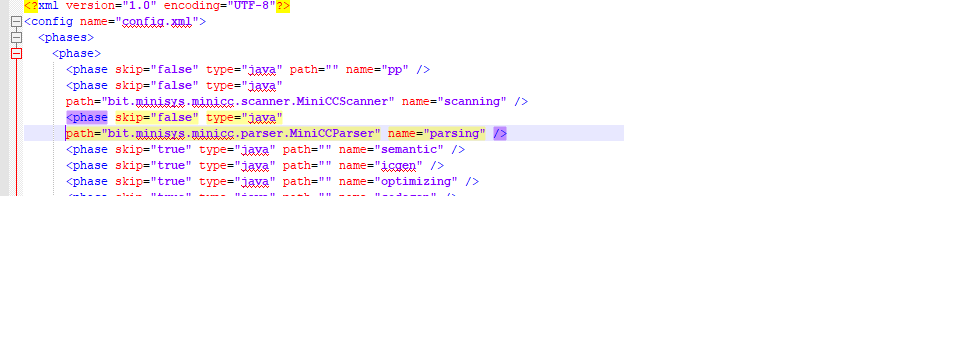 <?xml version="1.0" encoding="UTF-8"?>
<config name="config.xml">
<phases>
<phase>
<phase skip="false" type="java" path="" name="pp" />
<phase skip="false" type="java"
path="bit.minisys.minicc.scanner.MiniCCScanner" name="scanning" />
<phase skip="false" type="java"
path="bit.minisys.minicc.parser.MiniCCParser" name="parsing" />
<phase skip="true" type="java" path="" name="semantic" />
<phase skip="true" type="java" path="" name="icgen" />
<phase skip="true" type="java" path="" name="optimizing" />